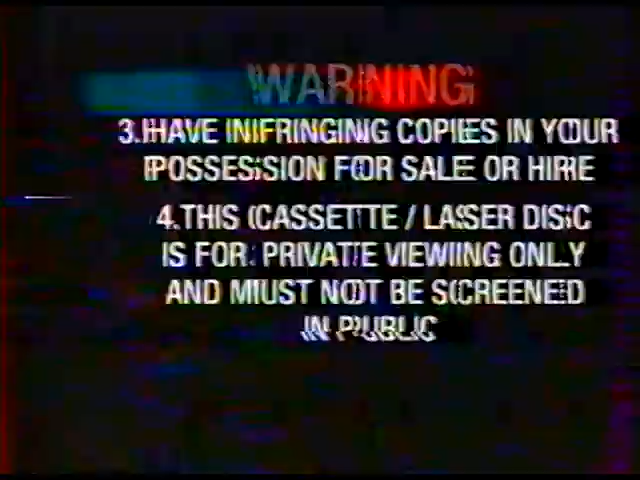 WARNING
3.HAVE INFRINGING COPIES IN YOUR
POSSESSION FOR SALE OR HIRE
4.THIS CASSETTE / LASER DISC
IS FOR PRIVATE VIEWING ONLY
AND MUST NOT BE SCREENED
IN PUBLIC